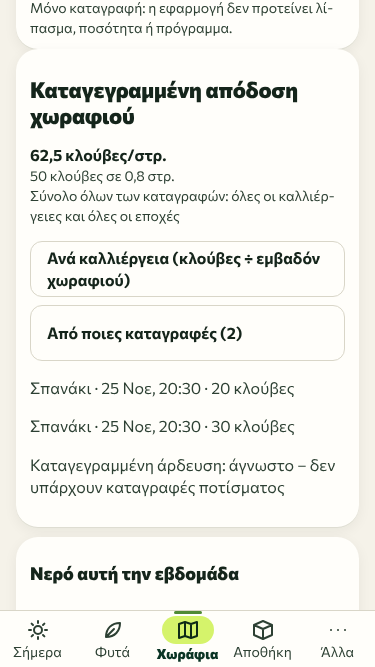 Μόνο καταγραφή: η εφαρμογή δεν προτείνει λί-
πασμα, ποσότητα ή πρόγραμμα.
Καταγεγραμμένη απόδοση
χωραφιού
62,5 κλούβες/στρ.
50 κλούβες σε 0,8 στρ.
Σύνολο όλων των καταγραφών: όλες οι καλλιέρ-
γειες και όλες οι εποχές
Ανά καλλιέργεια (κλούβες ÷ εμβαδόν
χωραφιού)
Από ποιες καταγραφές (2)
Σπανάκι · 25 Νοε, 20:30 · 20 κλούβες
Σπανάκι · 25 Νοε, 20:30 · 30 κλούβες
Καταγεγραμμένη άρδευση: άγνωστο – δεν
υπάρχουν καταγραφές ποτίσματος
Νερό αυτή την εβδομάδα
Σήμερα Φυτά Χωράφια Αποθήκη Άλλα